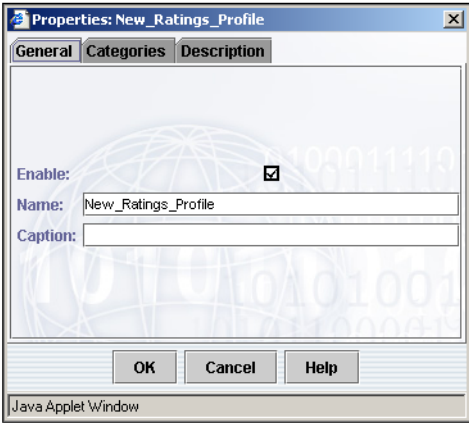 Properties: New_Ratings_Profile
General Categories Description
Enable:
Name: New_Ratings_Profile
Caption:
OK Cancel Help
Java Applet Window